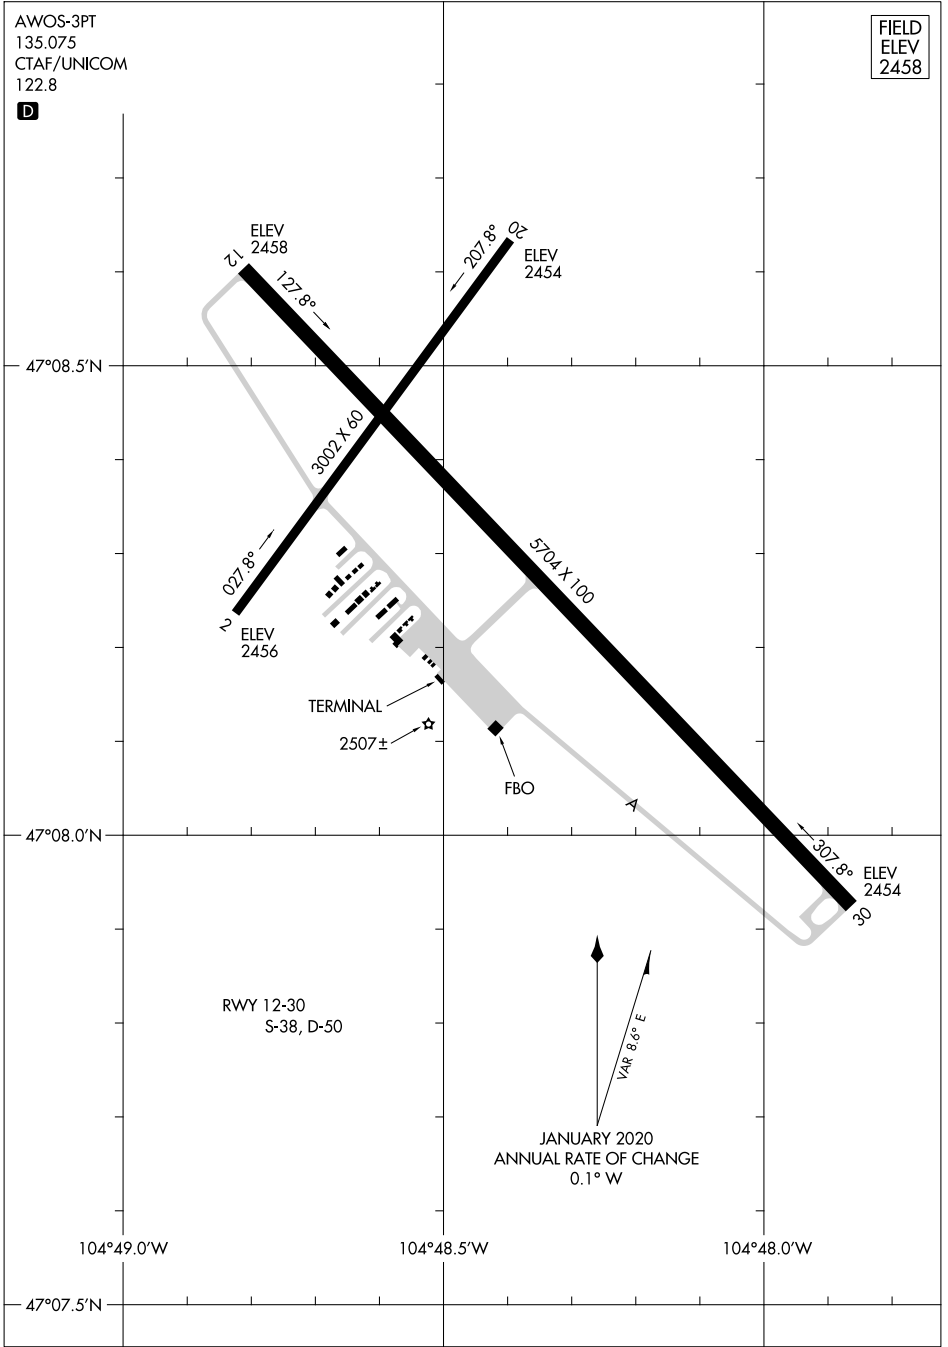 AWOS-3PT
135.075
CTAF/UNICOM
122.8
D
FIELD
ELEV
2458
ELEV
2458
12
127.8°
20
207.8°
ELEV
2454
47°08.5'N
3002 X 60
027.8°
2
ELEV
2456
5704 X 100
TERMINAL
2507±
FBO
A
47°08.0'N
307.8°
ELEV
2454
30
RWY 12-30
S-38, D-50
VAR 8.6° E
JANUARY 2020
ANNUAL RATE OF CHANGE
0.1° W
104°49.0'W
104°48.5'W
104°48.0'W
47°07.5'N